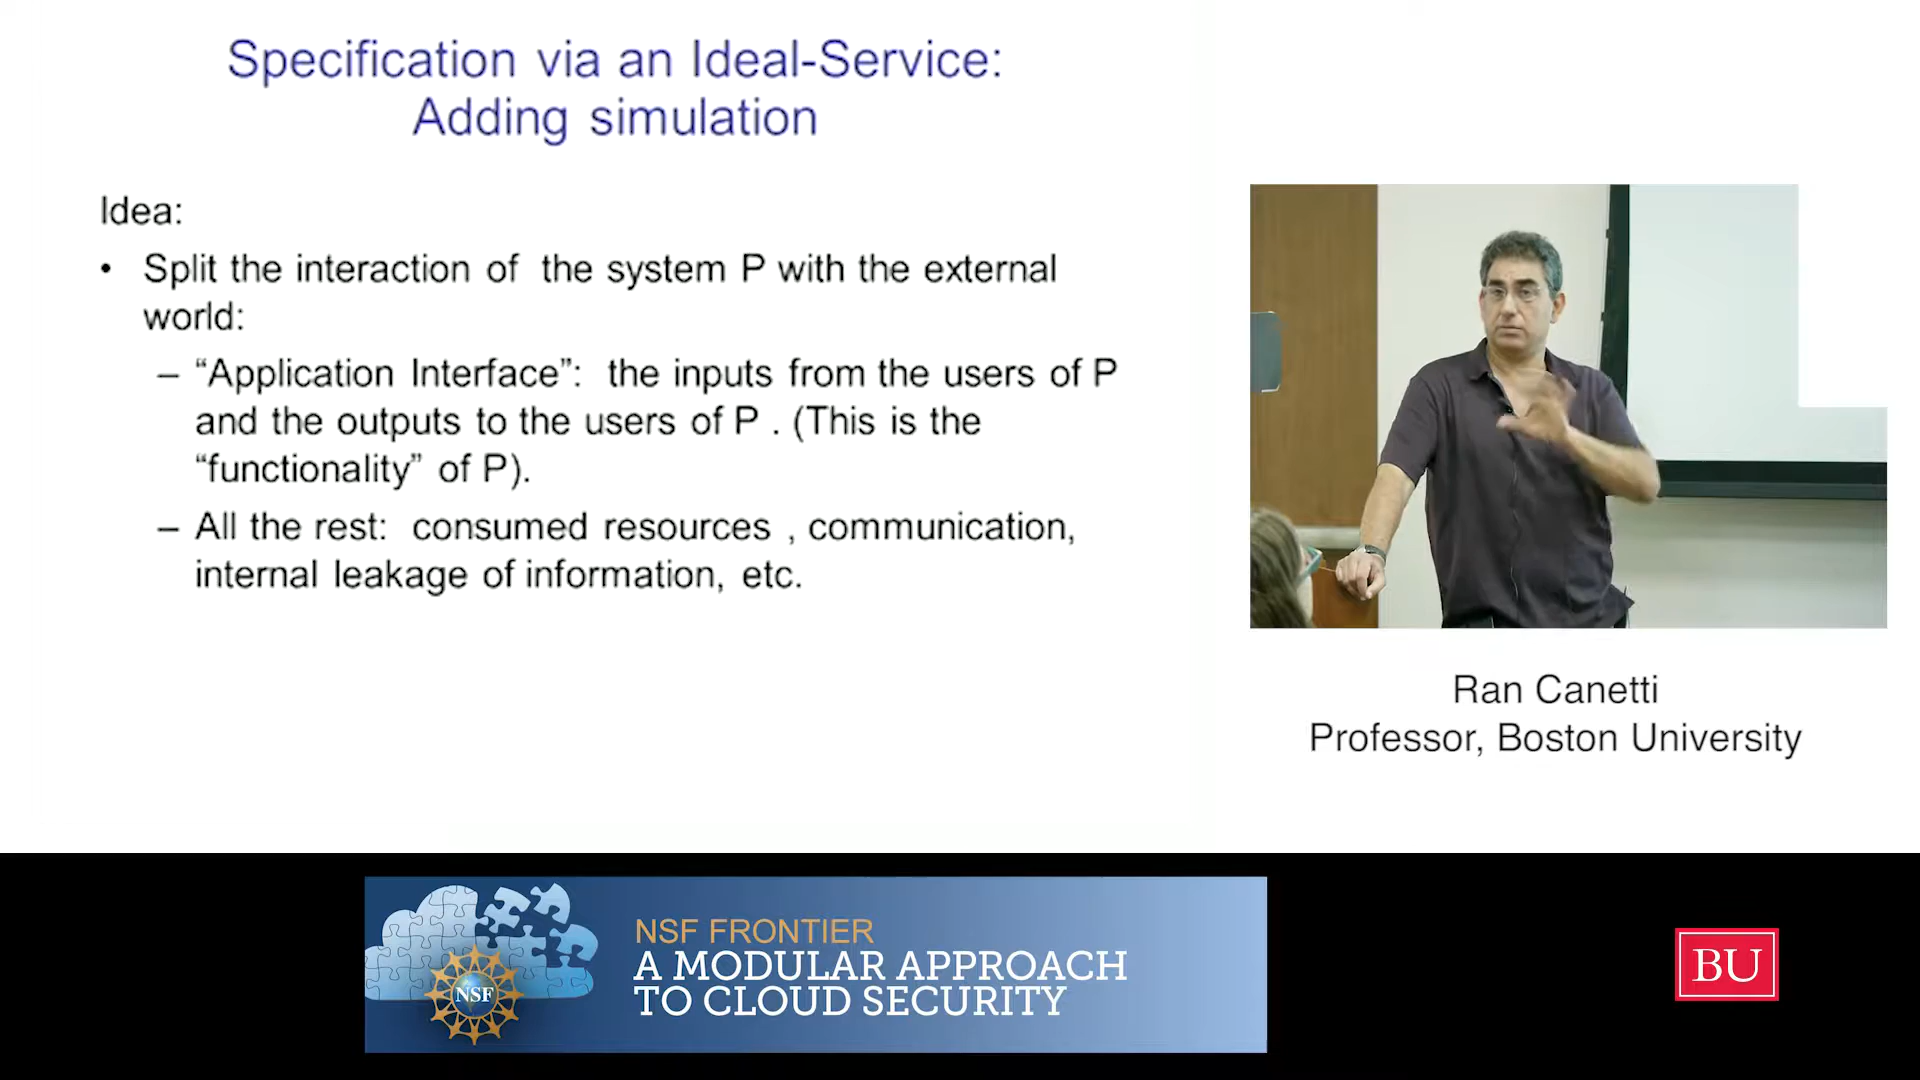 Specification via an Ideal-Service:
Adding simulation
Idea:
• Split the interaction of the system P with the external
world:
– “Application Interface”: the inputs from the users of P
and the outputs to the users of P . (This is the
“functionality” of P).
– All the rest: consumed resources , communication,
internal leakage of information, etc.
Ran Canetti
Professor, Boston University
NSF
NSF FRONTIER
A MODULAR APPROACH
TO CLOUD SECURITY
BU